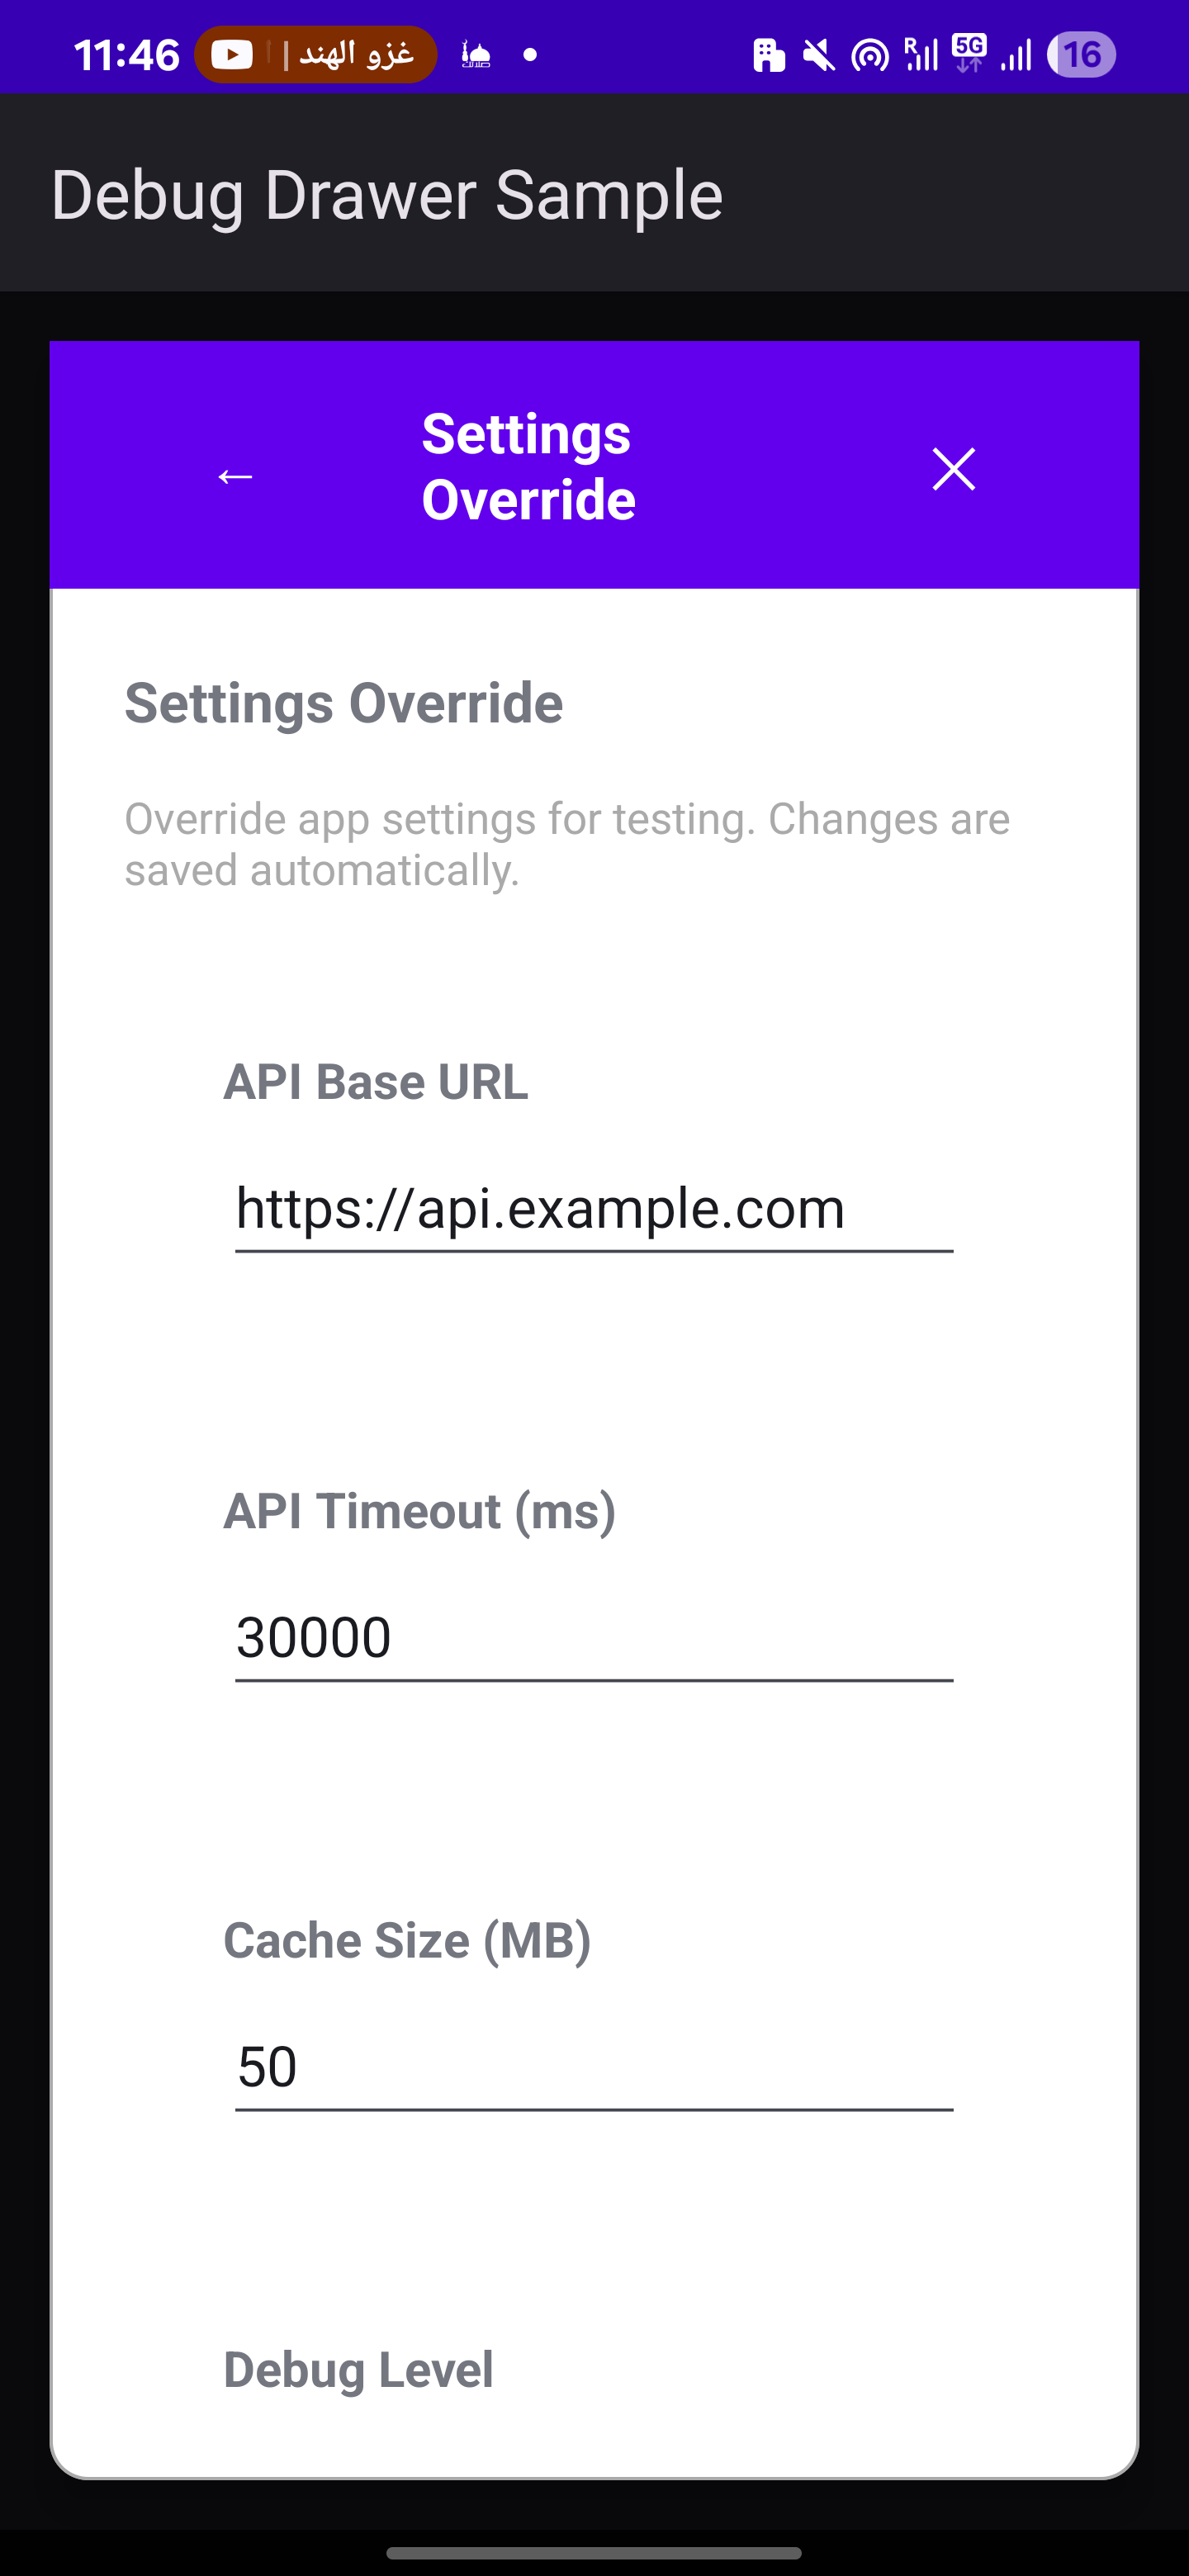 11:46 | غزو الهند R 5G 16
Debug Drawer Sample
Settings
Override
Settings Override
Override app settings for testing. Changes are
saved automatically.
API Base URL
https://api.example.com
API Timeout (ms)
30000
Cache Size (MB)
50
Debug Level